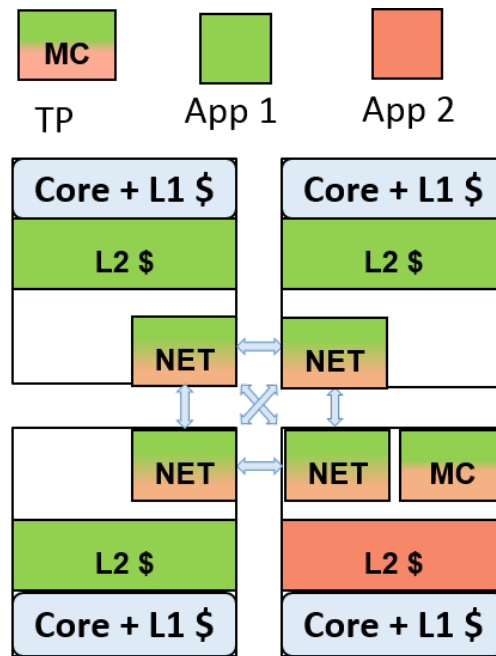 MC
TP
App 1
App 2
Core + L1 $
Core + L1 $
L2 $
L2 $
NET
NET
NET
NET
MC
L2 $
L2 $
Core + L1 $
Core + L1 $